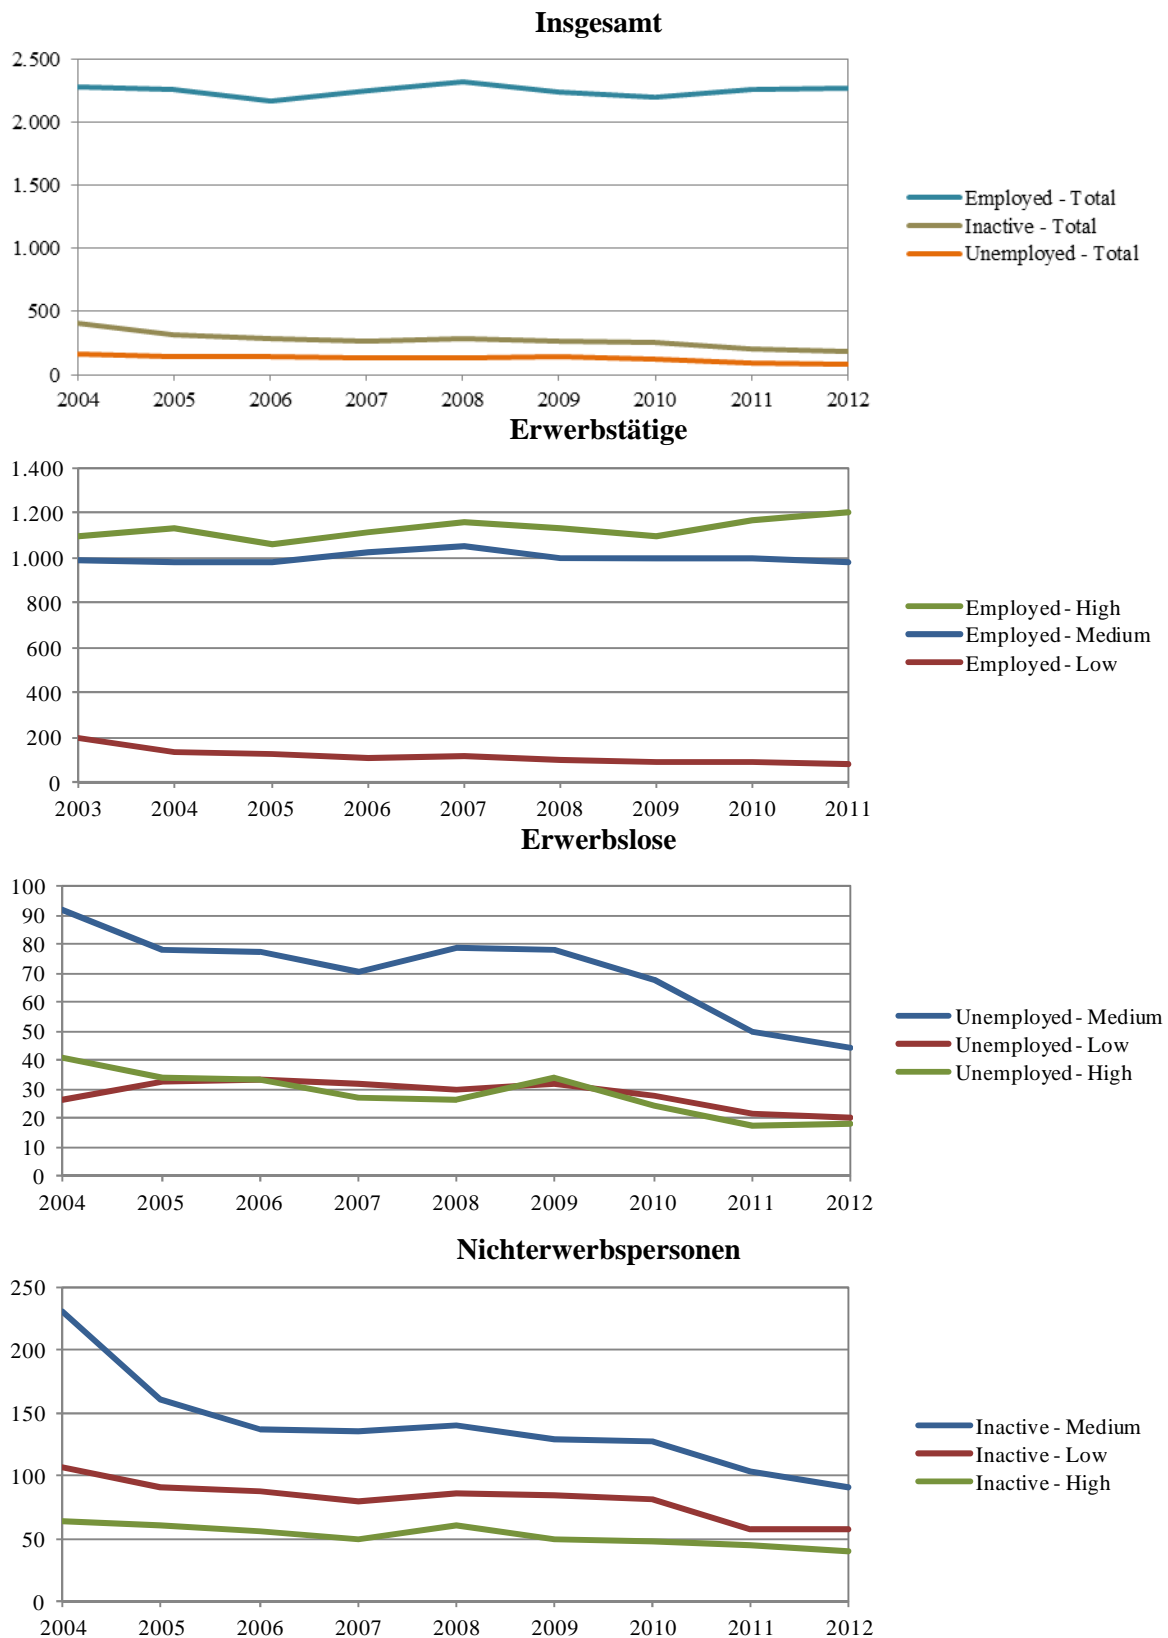 Insgesamt
2.500
2.000
1.500
1.000
500
0
2004 2005 2006 2007 2008 2009 2010 2011 2012
Employed - Total
Inactive - Total
Unemployed - Total
Erwerbstätige
1.400
1.200
1.000
800
600
400
200
0
2003 2004 2005 2006 2007 2008 2009 2010 2011
Employed - High
Employed - Medium
Employed - Low
Erwerbslose
100
90
80
70
60
50
40
30
20
10
0
2004 2005 2006 2007 2008 2009 2010 2011 2012
Unemployed - Medium
Unemployed - Low
Unemployed - High
Nichterwerbspersonen
250
200
150
100
50
0
2004 2005 2006 2007 2008 2009 2010 2011 2012
Inactive - Medium
Inactive - Low
Inactive - High